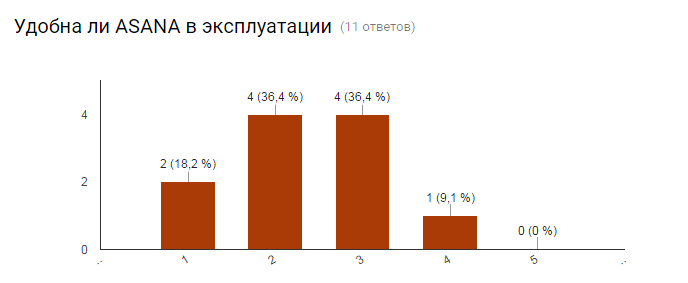 Удобна ли ASANA в эксплуатации (11 ответов)
4 (36,4 %) 4 (36,4 %)
4
2 (18,2 %)
2
1 (9,1 %)
0 (0 %)
0
.. 1 2 3 4 5 ..